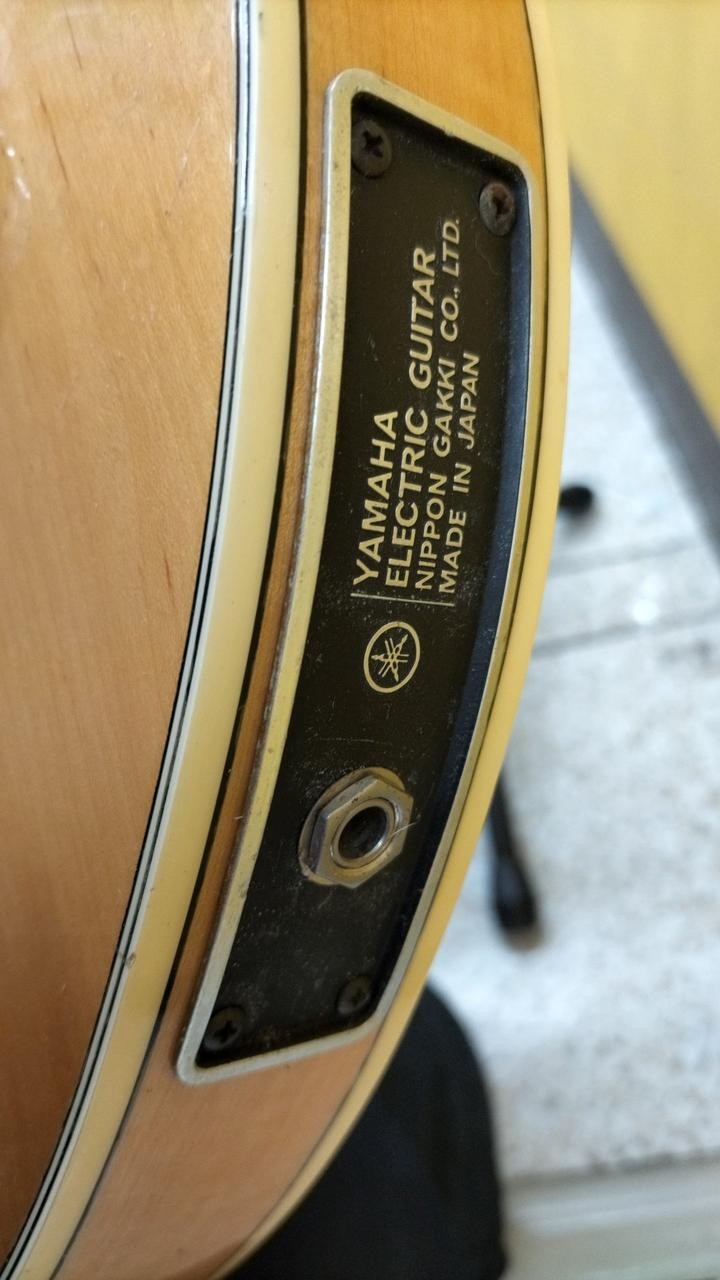 YAMAHA
ELECTRIC GUITAR
NIPPON GAKKI CO., LTD.
MADE IN JAPAN